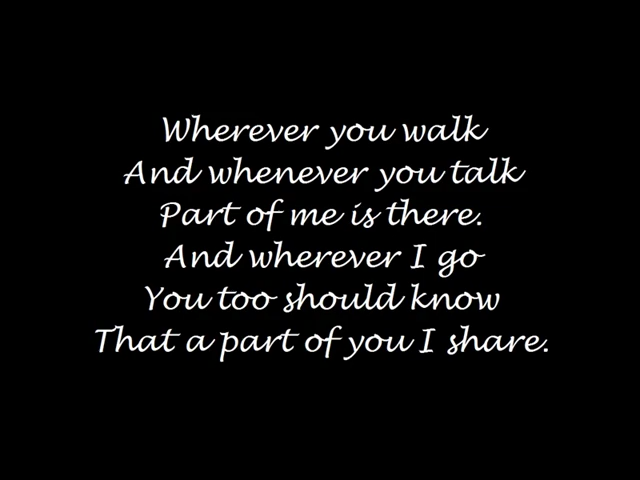 Wherever you walk
And whenever you talk
Part of me is there.
And wherever I go
You too should know
That a part of you I share.